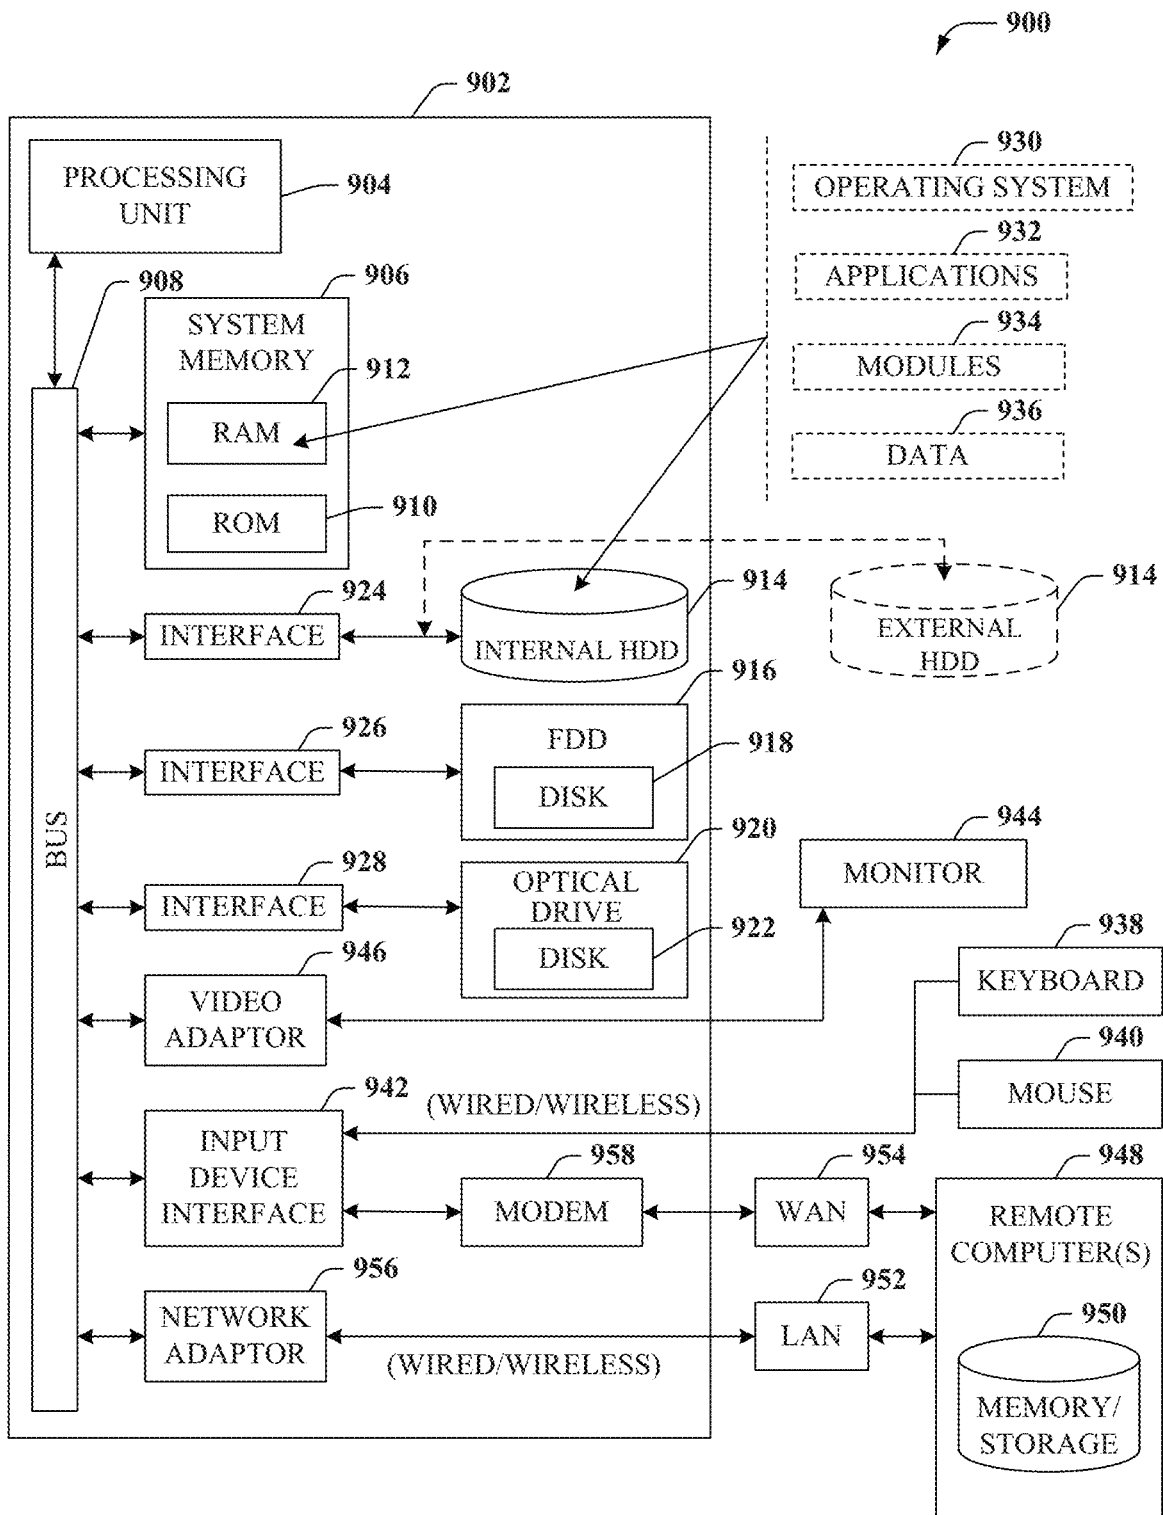 900
902
PROCESSING
UNIT
904
930
OPERATING SYSTEM
932
APPLICATIONS
934
MODULES
936
DATA
908
906
SYSTEM
MEMORY
912
RAM
910
ROM
BUS
924
INTERFACE
914
INTERNAL HDD
914
EXTERNAL
HDD
916
FDD
926
INTERFACE
918
DISK
920
OPTICAL
DRIVE
928
INTERFACE
922
DISK
944
MONITOR
946
VIDEO
ADAPTOR
938
KEYBOARD
940
MOUSE
942
INPUT
DEVICE
INTERFACE
(WIRED/WIRELESS)
958
MODEM
954
WAN
948
REMOTE
COMPUTER(S)
956
NETWORK
ADAPTOR
(WIRED/WIRELESS)
952
LAN
950
MEMORY/
STORAGE